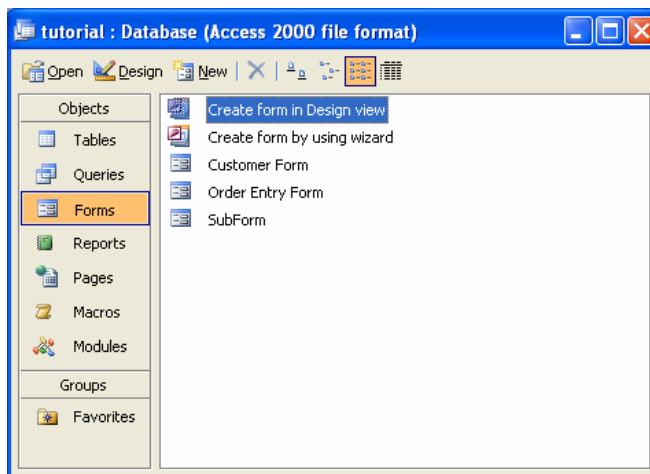 tutorial : Database (Access 2000 file format)
Open Design New
Objects
Tables
Queries
Forms
Reports
Pages
Macros
Modules
Groups
Favorites
Create form in Design view
Create form by using wizard
Customer Form
Order Entry Form
SubForm